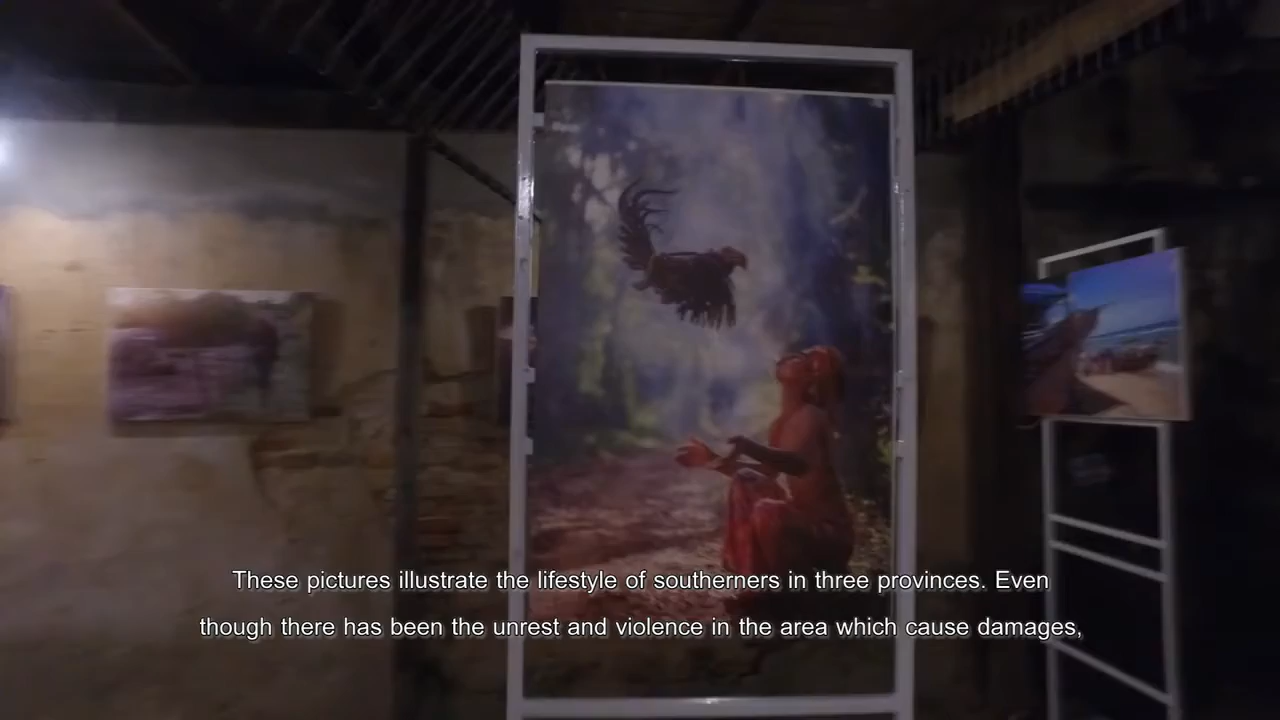 These pictures illustrate the lifestyle of southerners in three provinces. Even
though there has been the unrest and violence in the area which cause damages,